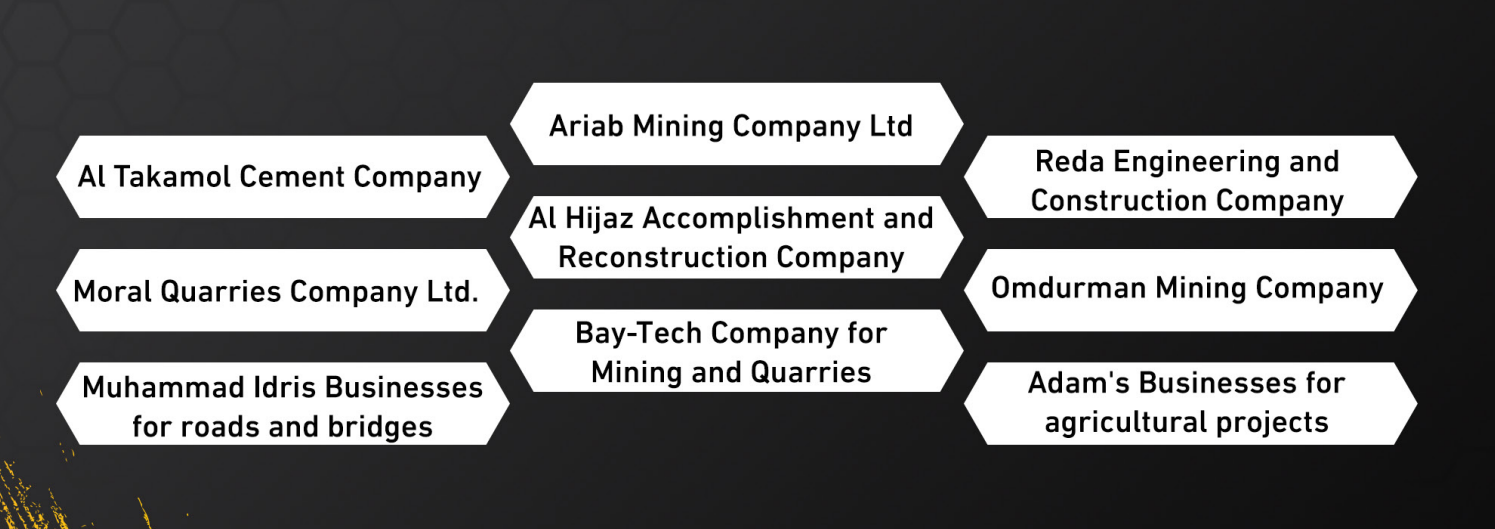 Al Takamol Cement Company
Moral Quarries Company Ltd.
Muhammad Idris Businesses
for roads and bridges
Ariab Mining Company Ltd
Al Hijaz Accomplishment and
Reconstruction Company
Bay-Tech Company for
Mining and Quarries
Reda Engineering and
Construction Company
Omdurman Mining Company
Adam's Businesses for
agricultural projects